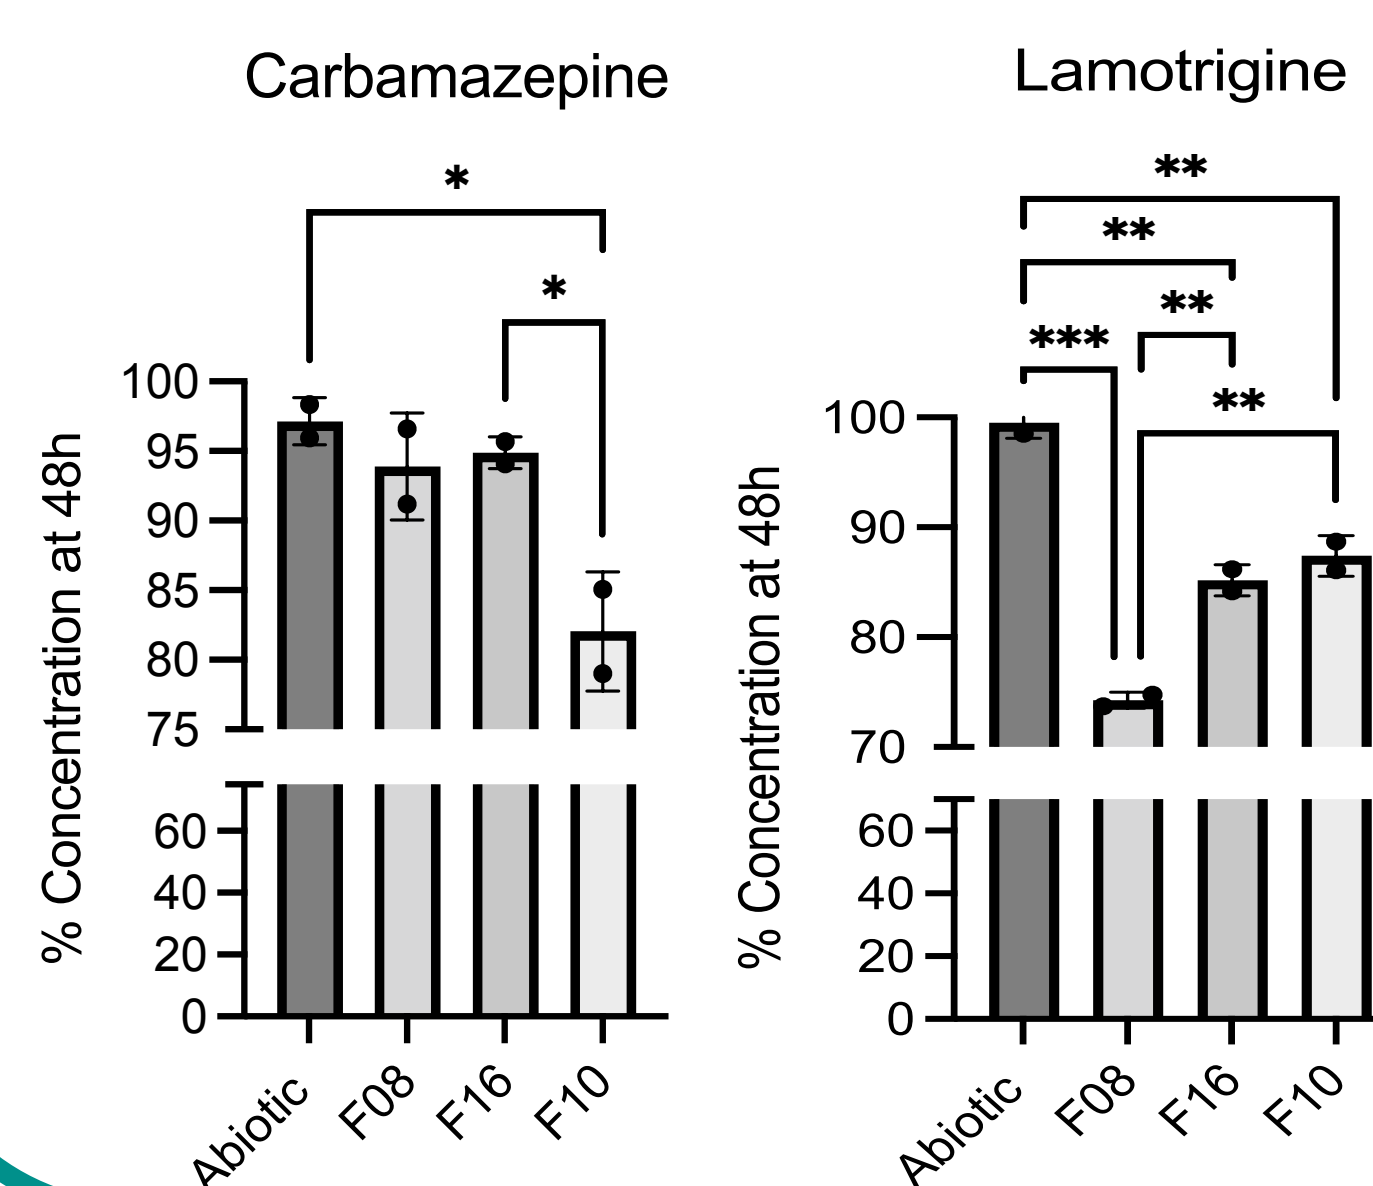 Carbamazepine
*
*
100
95
90
85
80
75
60
40
20
0
% Concentration at 48h
Abiotic
F08
F16
F10
Lamotrigine
**
**
**
***
**
100
90
80
70
60
40
20
0
% Concentration at 48h
Abiotic
F08
F16
F10